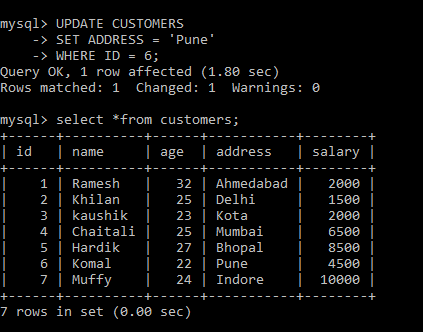 mysql> UPDATE CUSTOMERS
    -> SET ADDRESS = 'Pune'
    -> WHERE ID = 6;
Query OK, 1 row affected (1.80 sec)
Rows matched: 1  Changed: 1  Warnings: 0

mysql> select *from customers;
+----+----------+-----+-----------+--------+
| id | name     | age | address   | salary |
+----+----------+-----+-----------+--------+
|  1 | Ramesh   |  32 | Ahmedabad |   2000 |
|  2 | Khilan   |  25 | Delhi     |   1500 |
|  3 | kaushik  |  23 | Kota      |   2000 |
|  4 | Chaitali |  25 | Mumbai    |   6500 |
|  5 | Hardik   |  27 | Bhopal    |   8500 |
|  6 | Komal    |  22 | Pune      |   4500 |
|  7 | Muffy    |  24 | Indore    |  10000 |
+----+----------+-----+-----------+--------+
7 rows in set (0.00 sec)